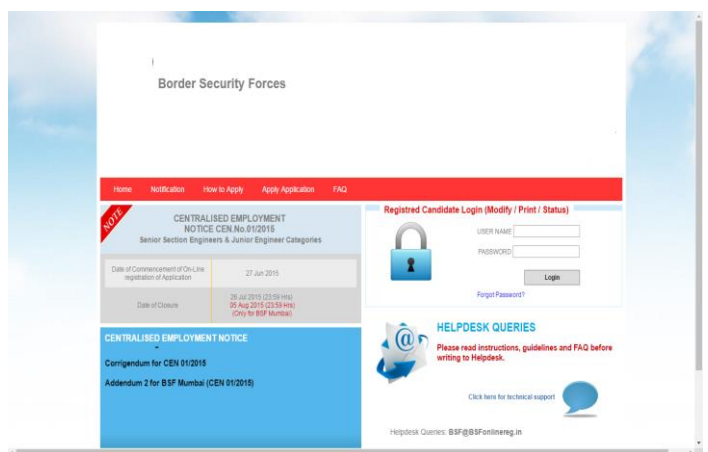 Border Security Forces
Home Notification How to Apply Apply Application FAQ
NOTE
CENTRALISED EMPLOYMENT
NOTICE CEN.No.01/2015
Senior Section Engineers & Junior Engineer Categories
Date of Commencement of On-Line
registration of Application
27 Jun 2015
Date of Closure
26 Jul 2015 (23:59 Hrs)
05 Aug 2015 (23:59 Hrs)
(Only for BSF Mumbai)
CENTRALISED EMPLOYMENT NOTICE
Corrigendum for CEN 01/2015
Addendum 2 for BSF Mumbai (CEN 01/2015)
Registred Candidate Login (Modify / Print / Status)
USER NAME
PASSWORD
Login
Forgot Password?
HELPDESK QUERIES
Please read instructions, guidelines and FAQ before
writing to Helpdesk.
Click here for technical support
Helpdesk Queries: BSF@BSFonlinereg.in